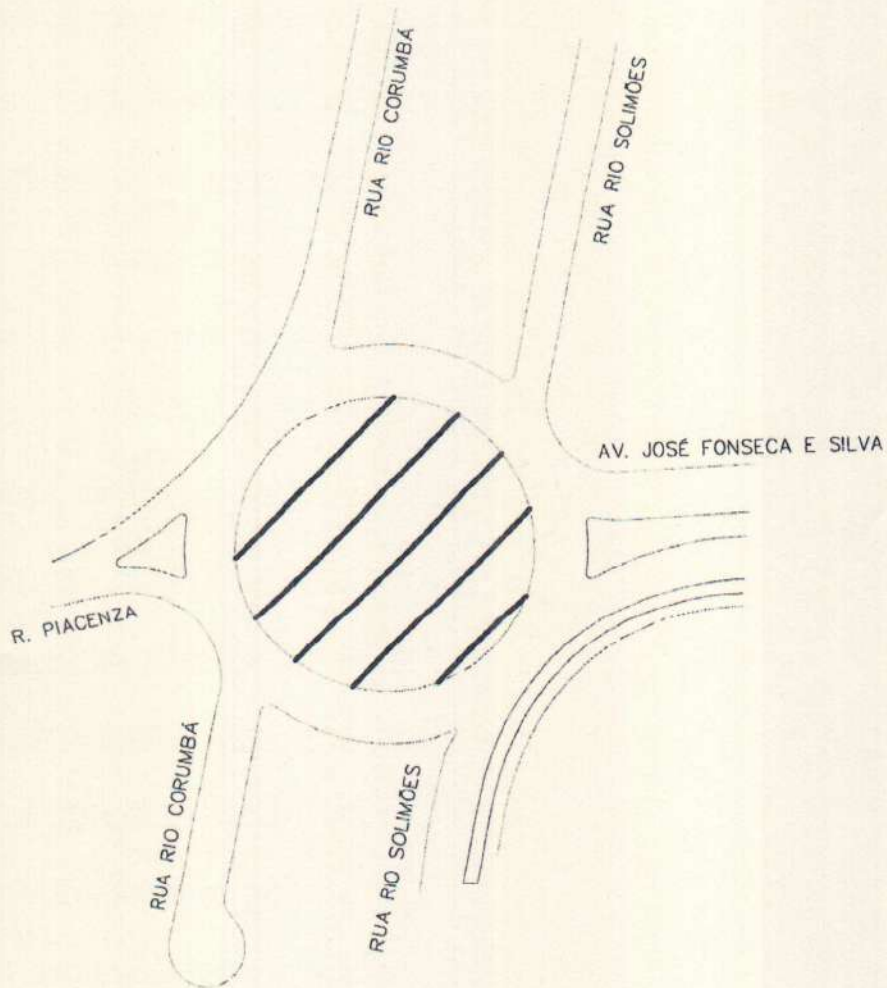 RUA RIO CORUMBÁ
RUA RIO SOLIMÕES
AV. JOSÉ FONSECA E SILVA
R. PIACENZA
RUA RIO CORUMBÁ
RUA RIO SOLIMÕES